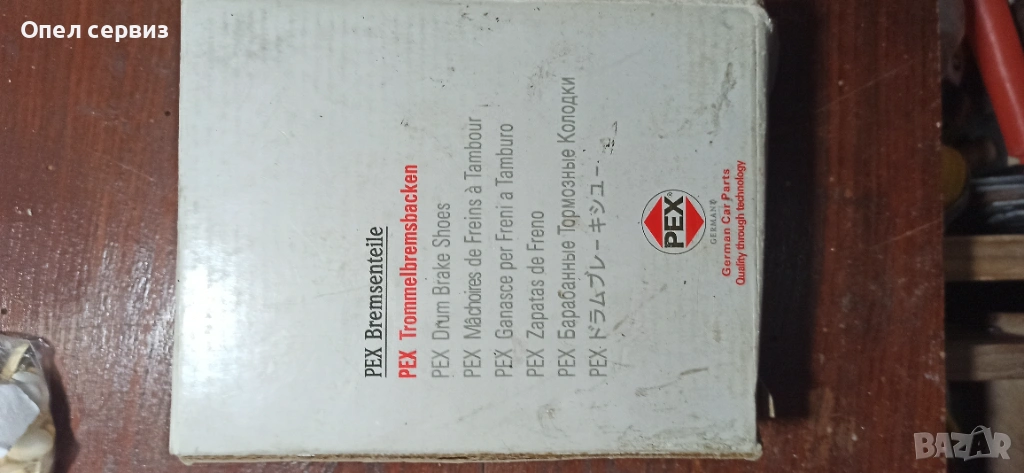 Опел сервиз
PEX Bremsenteile
PEX Trommelbremsbacken
PEX Drum Brake Shoes
PEX Mâchoires de Freins à Tambour
PEX Ganasce per Freni a Tamburo
PEX Zapatas de Freno
PEX Барабанные Тормозные Колодки
PEX ドラムブレーキシュー
PEX®
GERMANY
German Car Parts
Quality through technology
BAZAR